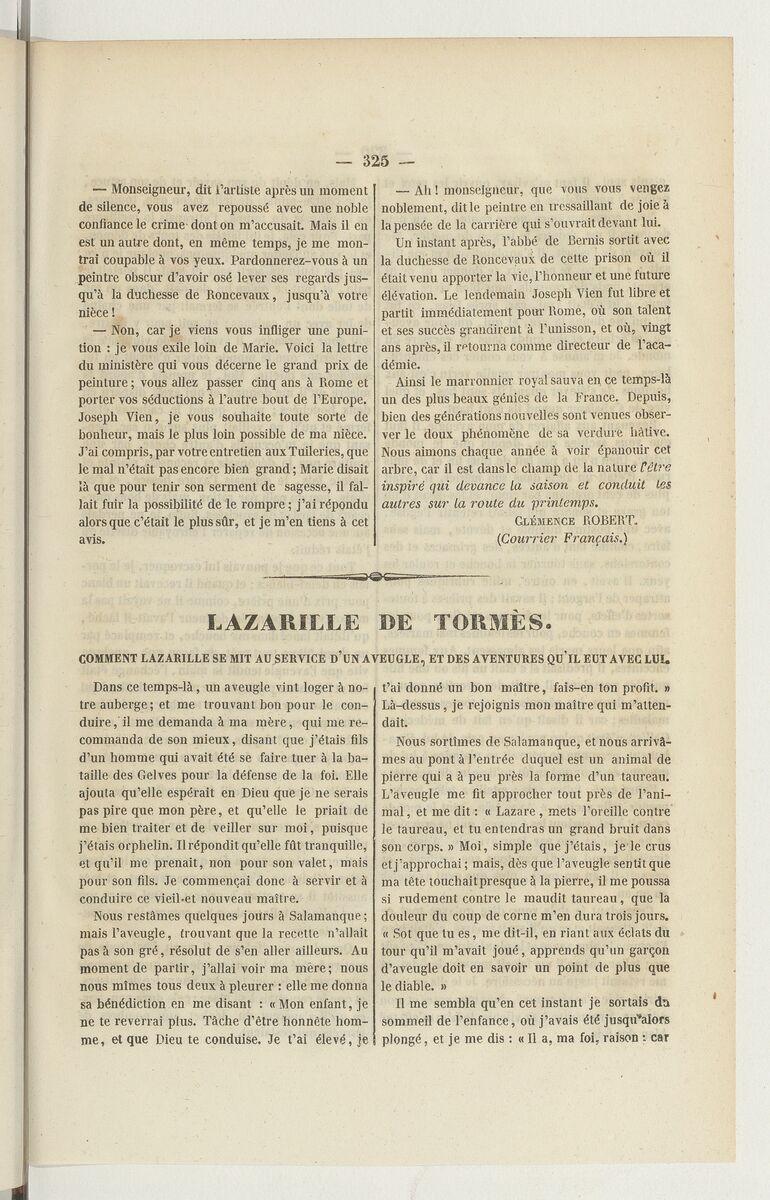 — 325 —
— Monseigneur, dit l'artiste après un moment
de silence, vous avez repoussé avec une noble
confiance le crime dont on m'accusait. Mais il en
est un autre dont, en même temps, je me mon-
trai coupable à vos yeux. Pardonnerez-vous à un
peintre obscur d'avoir osé lever ses regards jus-
qu'à la duchesse de Roncevaux, jusqu'à votre
nièce !
— Non, car je viens vous infliger une puni-
tion : je vous exile loin de Marie. Voici la lettre
du ministère qui vous décerne le grand prix de
peinture ; vous allez passer cinq ans à Rome et
porter vos séductions à l'autre bout de l'Europe.
Joseph Vien, je vous souhaite toute sorte de
bonheur, mais le plus loin possible de ma nièce.
J'ai compris, par votre entretien aux Tuileries, que
le mal n'était pas encore bien grand ; Marie disait
là que pour tenir son serment de sagesse, il fal-
lait fuir la possibilité de le rompre ; j'ai répondu
alors que c'était le plus sûr, et je m'en tiens à cet
avis.
— Ah ! monseigneur, que vous vous vengez
noblement, dit le peintre en tressaillant de joie à
la pensée de la carrière qui s'ouvrait devant lui.
Un instant après, l'abbé de Bernis sortit avec
la duchesse de Roncevaux de cette prison où il
était venu apporter la vie, l'honneur et une future
élévation. Le lendemain Joseph Vien fut libre et
partit immédiatement pour Rome, où son talent
et ses succès grandirent à l'unisson, et où, vingt
ans après, il retourna comme directeur de l'aca-
démie.
Ainsi le marronnier royal sauva en ce temps-là
un des plus beaux génies de la France. Depuis,
bien des générations nouvelles sont venues obser-
ver le doux phénomène de sa verdure hâtive.
Nous aimons chaque année à voir épanouir cet
arbre, car il est dans le champ de la nature l'être
inspiré qui devance la saison et conduit les
autres sur la route du printemps.
CLÉMENCE ROBERT.
(Courrier Français.)
LAZARILLE DE TORMÈS.
COMMENT LAZARILLE SE MIT AU SERVICE D'UN AVEUGLE, ET DES AVENTURES QU'IL EUT AVEC LUI.
Dans ce temps-là, un aveugle vint loger à no-
tre auberge ; et me trouvant bon pour le con-
duire, il me demanda à ma mère, qui me re-
commanda de son mieux, disant que j'étais fils
d'un homme qui avait été se faire tuer à la ba-
taille des Gelves pour la défense de la foi. Elle
ajouta qu'elle espérait en Dieu que je ne serais
pas pire que mon père, et qu'elle le priait de
me bien traiter et de veiller sur moi, puisque
j'étais orphelin. Il répondit qu'elle fût tranquille,
et qu'il me prenait, non pour son valet, mais
pour son fils. Je commençai donc à servir et à
conduire ce vieil et nouveau maître.
Nous restâmes quelques jours à Salamanque ;
mais l'aveugle, trouvant que la recette n'allait
pas à son gré, résolut de s'en aller ailleurs. Au
moment de partir, j'allai voir ma mère ; nous
nous mîmes tous deux à pleurer : elle me donna
sa bénédiction en me disant : « Mon enfant, je
ne te reverrai plus. Tâche d'être honnête hom-
me, et que Dieu te conduise. Je t'ai élevé, je
t'ai donné un bon maître, fais-en ton profit. »
Là-dessus, je rejoignis mon maître qui m'atten-
dait.
Nous sortîmes de Salamanque, et nous arrivâ-
mes au pont à l'entrée duquel est un animal de
pierre qui a à peu près la forme d'un taureau.
L'aveugle me fit approcher tout près de l'ani-
mal, et me dit : « Lazare, mets l'oreille contre
le taureau, et tu entendras un grand bruit dans
son corps. » Moi, simple que j'étais, je le crus
et j'approchai ; mais, dès que l'aveugle sentit que
ma tête touchait presque à la pierre, il me poussa
si rudement contre le maudit taureau, que la
douleur du coup de corne m'en dura trois jours.
« Sot que tu es, me dit-il, en riant aux éclats du
tour qu'il m'avait joué, apprends qu'un garçon
d'aveugle doit en savoir un point de plus que
le diable. »
Il me sembla qu'en cet instant je sortais du
sommeil de l'enfance, où j'avais été jusqu'alors
plongé, et je me dis : « Il a, ma foi, raison : car